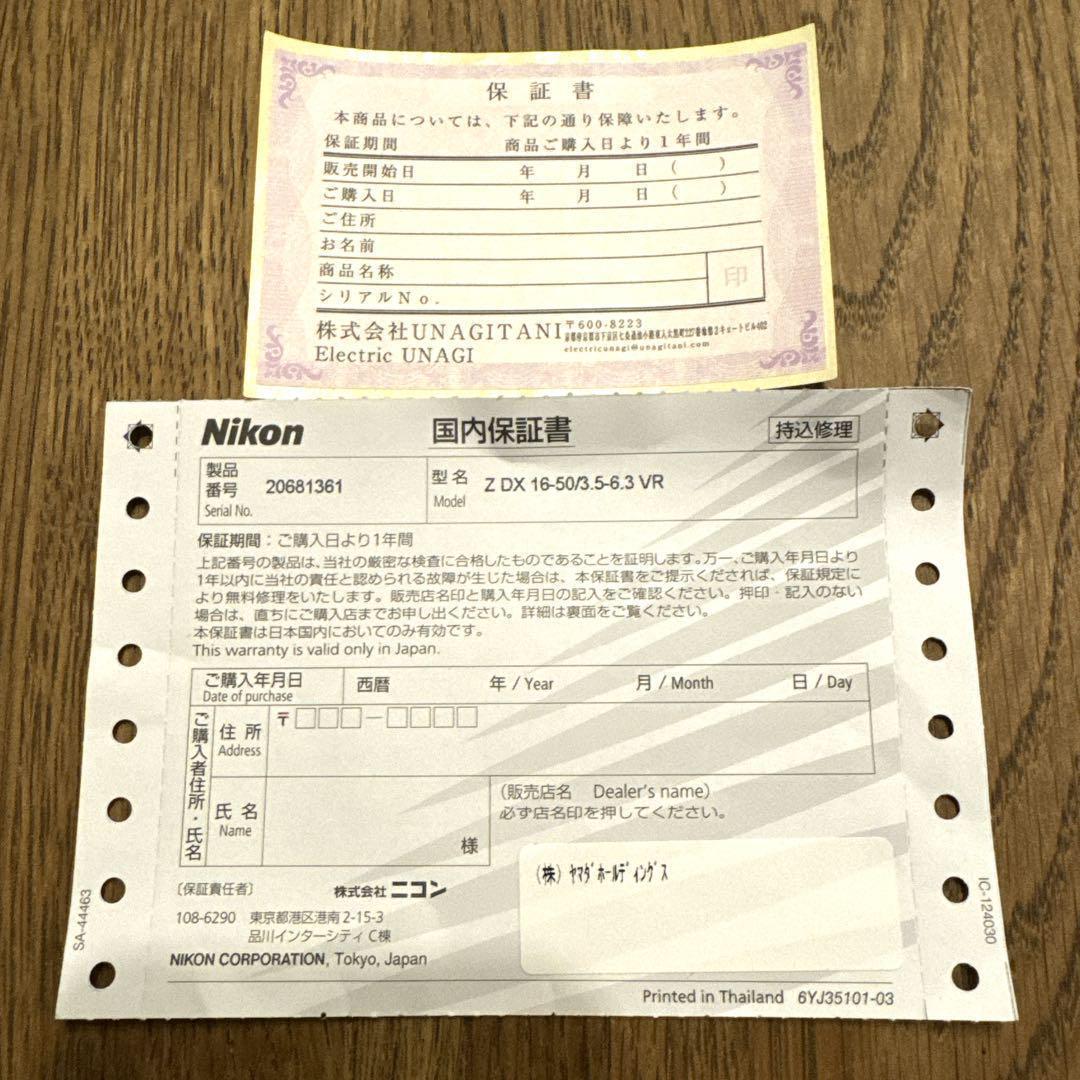 保証書
本商品については、下記の通り保障いたします。
保証期間 商品ご購入日より1年間
販売開始日 年 月 日 ( )
ご購入日 年 月 日 ( )
ご住所
お名前
商品名称
印
シリアルNo.
株式会社UNAGITANI 〒600-8223
Electric UNAGI electricunagi@unagitani.com
Nikon 国内保証書 持込修理
製品番号 20681361 型名 Z DX 16-50/3.5-6.3 VR
Serial No. Model
保証期間：ご購入日より1年間
上記番号の製品は、当社の厳密な検査に合格したものであることを証明します。万一、ご購入年月日より
1年以内に当社の責任と認められる故障が生じた場合は、本保証書をご提示くだされば、保証規定に
より無料修理をいたします。販売店名印と購入年月日の記入をご確認ください。押印・記入のない
場合は、直ちにご購入店までお申し出ください。詳細は裏面をご覧ください。
本保証書は日本国内においてのみ有効です。
This warranty is valid only in Japan.
ご購入年月日 西暦 年 / Year 月 / Month 日 / Day
Date of purchase
ご購入者住所・氏名
住所 〒
Address
氏名
Name
様
(販売店名 Dealer's name)
必ず店名印を押してください。
(株) ヤマダホールディングス
〔保証責任者〕 株式会社 ニコン
108-6290 東京都港区港南 2-15-3
品川インターシティ C棟
NIKON CORPORATION, Tokyo, Japan
Printed in Thailand 6YJ35101-03
SA-44463
IC-124030